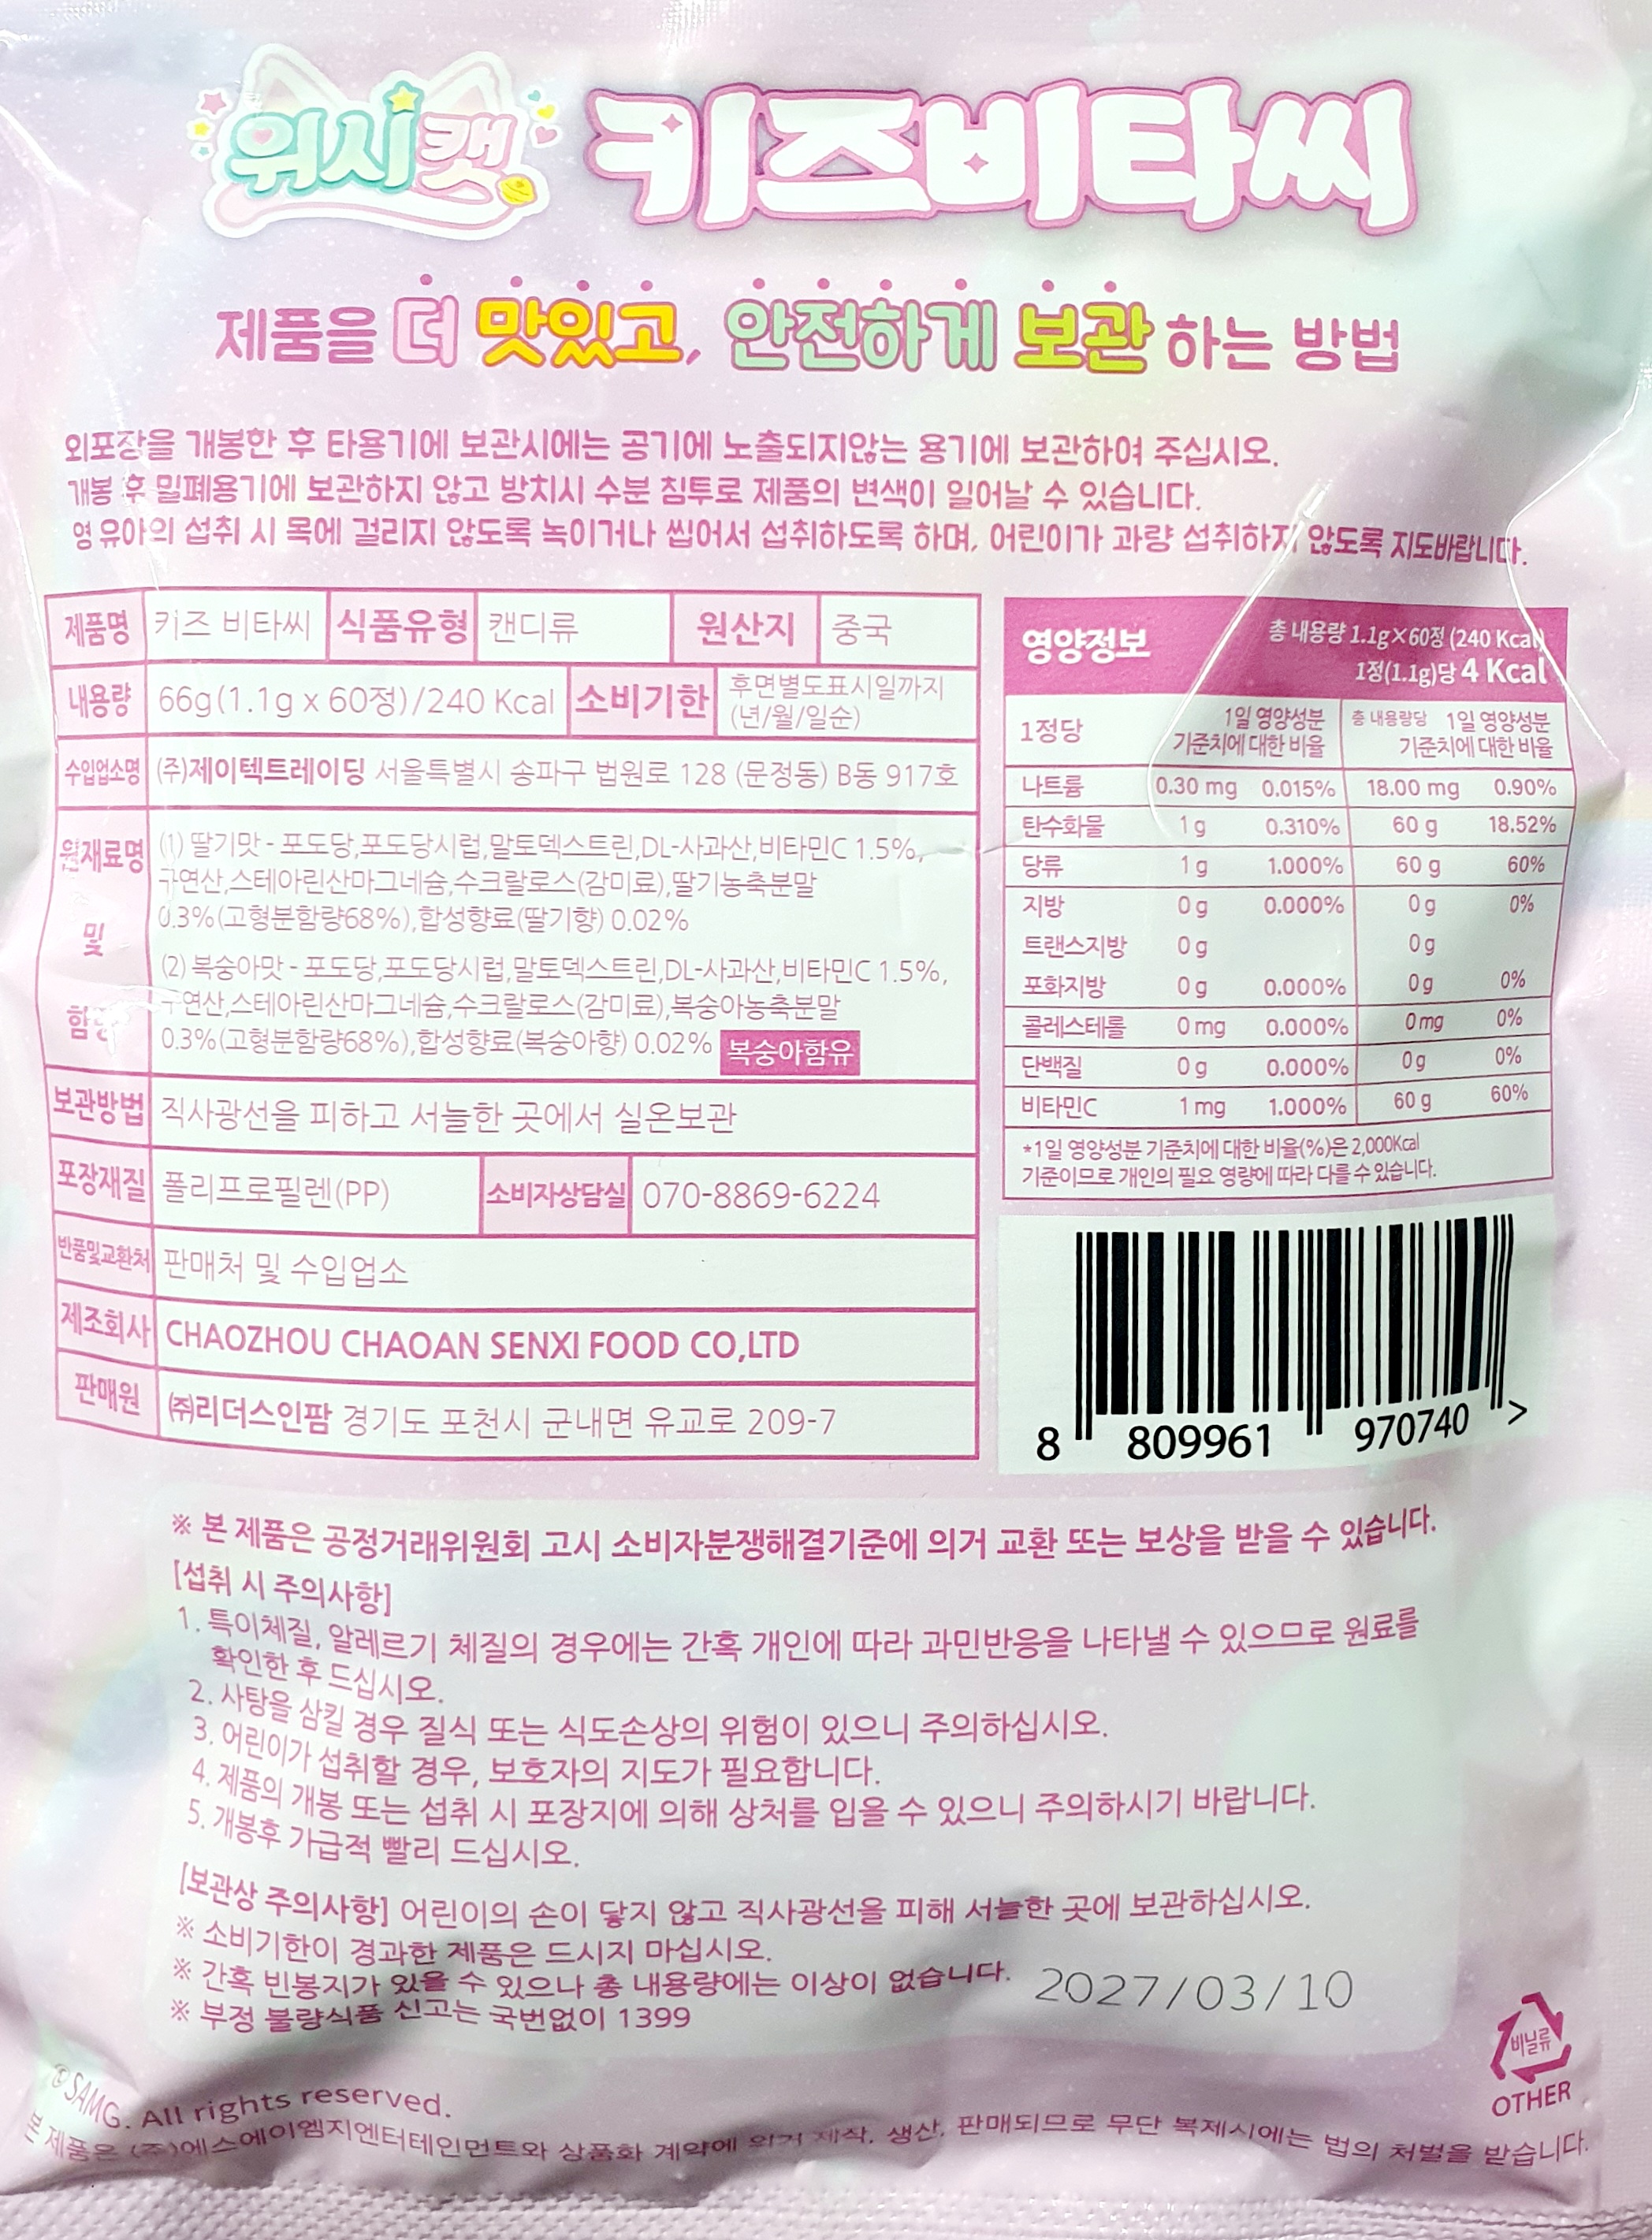 위시캣 키즈비타씨
제품을 더 맛있고, 안전하게 보관 하는 방법
외포장을 개봉한 후 타용기에 보관시에는 공기에 노출되지않는 용기에 보관하여 주십시오.
개봉 후 밀폐용기에 보관하지 않고 방치시 수분 침투로 제품의 변색이 일어날 수 있습니다.
영 유아의 섭취 시 목에 걸리지 않도록 녹이거나 씹어서 섭취하도록 하며, 어린이가 과량 섭취하지 않도록 지도바랍니다.
제품명 키즈 비타씨 식품유형 캔디류 원산지 중국
내용량 66g(1.1g x 60정)/240 Kcal 소비기한 후면별도표시일까지
(년/월/일순)
수입업소명 (주)제이텍트레이딩 서울특별시 송파구 법원로 128 (문정동) B동 917호
원재료명 및 함량
(1) 딸기맛 - 포도당,포도당시럽,말토덱스트린,DL-사과산,비타민C 1.5%,
구연산,스테아린산마그네슘,수크랄로스(감미료),딸기농축분말
0.3%(고형분함량68%),합성향료(딸기향) 0.02%
(2) 복숭아맛 - 포도당,포도당시럽,말토덱스트린,DL-사과산,비타민C 1.5%,
구연산,스테아린산마그네슘,수크랄로스(감미료),복숭아농축분말
0.3%(고형분함량68%),합성향료(복숭아향) 0.02% 복숭아함유
보관방법 직사광선을 피하고 서늘한 곳에서 실온보관
포장재질 폴리프로필렌(PP) 소비자상담실 070-8869-6224
반품및교환처 판매처 및 수입업소
제조회사 CHAOZHOU CHAOAN SENXI FOOD CO,LTD
판매원 ㈜리더스인팜 경기도 포천시 군내면 유교로 209-7
영양정보 총 내용량 1.1g×60정 (240 Kcal)
1정(1.1g)당 4 Kcal
1정당 1일 영양성분 기준치에 대한 비율 총 내용량당 1일 영양성분 기준치에 대한 비율
나트륨 0.30 mg 0.015% 18.00 mg 0.90%
탄수화물 1 g 0.310% 60 g 18.52%
당류 1 g 1.000% 60 g 60%
지방 0 g 0.000% 0 g 0%
트랜스지방 0 g 0 g
포화지방 0 g 0.000% 0 g 0%
콜레스테롤 0 mg 0.000% 0 mg 0%
단백질 0 g 0.000% 0 g 0%
비타민C 1 mg 1.000% 60 g 60%
*1일 영양성분 기준치에 대한 비율(%)은 2,000Kcal
기준이므로 개인의 필요 영량에 따라 다를 수 있습니다.
8 809961 970740 >
※ 본 제품은 공정거래위원회 고시 소비자분쟁해결기준에 의거 교환 또는 보상을 받을 수 있습니다.
[섭취 시 주의사항]
1. 특이체질, 알레르기 체질의 경우에는 간혹 개인에 따라 과민반응을 나타낼 수 있으므로 원료를
확인한 후 드십시오.
2. 사탕을 삼킬 경우 질식 또는 식도손상의 위험이 있으니 주의하십시오.
3. 어린이가 섭취할 경우, 보호자의 지도가 필요합니다.
4. 제품의 개봉 또는 섭취 시 포장지에 의해 상처를 입을 수 있으니 주의하시기 바랍니다.
5. 개봉후 가급적 빨리 드십시오.
[보관상 주의사항] 어린이의 손이 닿지 않고 직사광선을 피해 서늘한 곳에 보관하십시오.
※ 소비기한이 경과한 제품은 드시지 마십시오.
※ 간혹 빈봉지가 있을 수 있으나 총 내용량에는 이상이 없습니다.
※ 부정 불량식품 신고는 국번없이 1399
2027/03/10
비닐류
OTHER
© SAMG. All rights reserved.
본 제품은 (주)에스에이엠지엔터테인먼트와 상품화 계약에 의거 제작, 생산, 판매되므로 무단 복제시에는 법의 처벌을 받습니다.